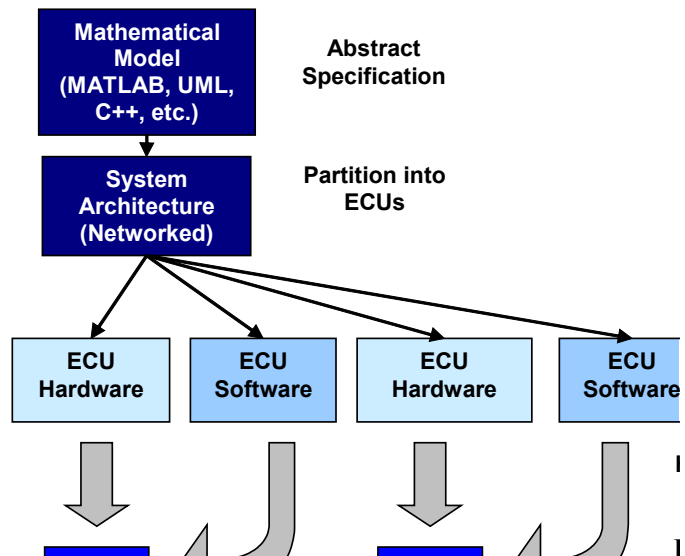 Mathematical
Model
(MATLAB, UML,
C++, etc.)
Abstract
Specification
System
Architecture
(Networked)
Partition into
ECUs
ECU
Hardware
ECU
Software
ECU
Hardware
ECU
Software